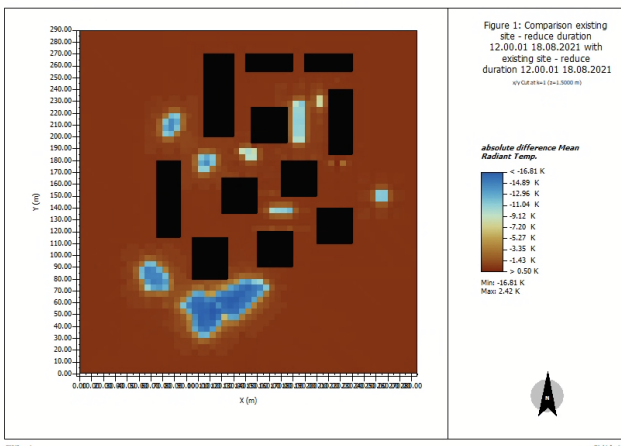 Figure 1: Comparison existing
site - reduce duration
12.00.01 18.08.2021 with
existing site - reduce
duration 12.00.01 18.08.2021
x/y Cut at k=1 (z=1.5000 m)
absolute difference Mean
Radiant Temp.
< -16.81 K
-14.89 K
-12.96 K
-11.04 K
-9.12 K
-7.20 K
-5.27 K
-3.35 K
-1.43 K
> 0.50 K
Min: -16.81 K
Max: 2.42 K
N
290.00
280.00
270.00
260.00
250.00
240.00
230.00
220.00
210.00
200.00
190.00
180.00
170.00
160.00
150.00
140.00
130.00
120.00
110.00
100.00
90.00
80.00
70.00
60.00
50.00
40.00
30.00
20.00
10.00
0.00
Y (m)
X (m)